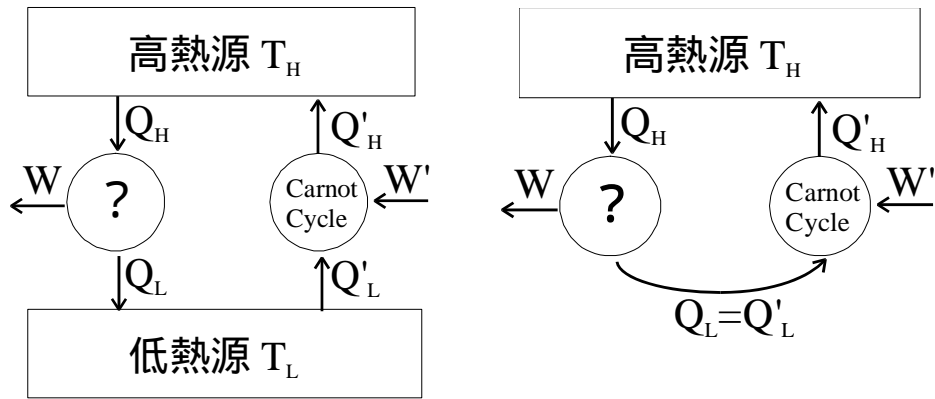 高熱源 T_H
Q_H
Q'_H
W
?
Carnot
Cycle
W'
Q_L
Q'_L
低熱源 T_L
高熱源 T_H
Q_H
Q'_H
W
?
Carnot
Cycle
W'
Q_L=Q'_L